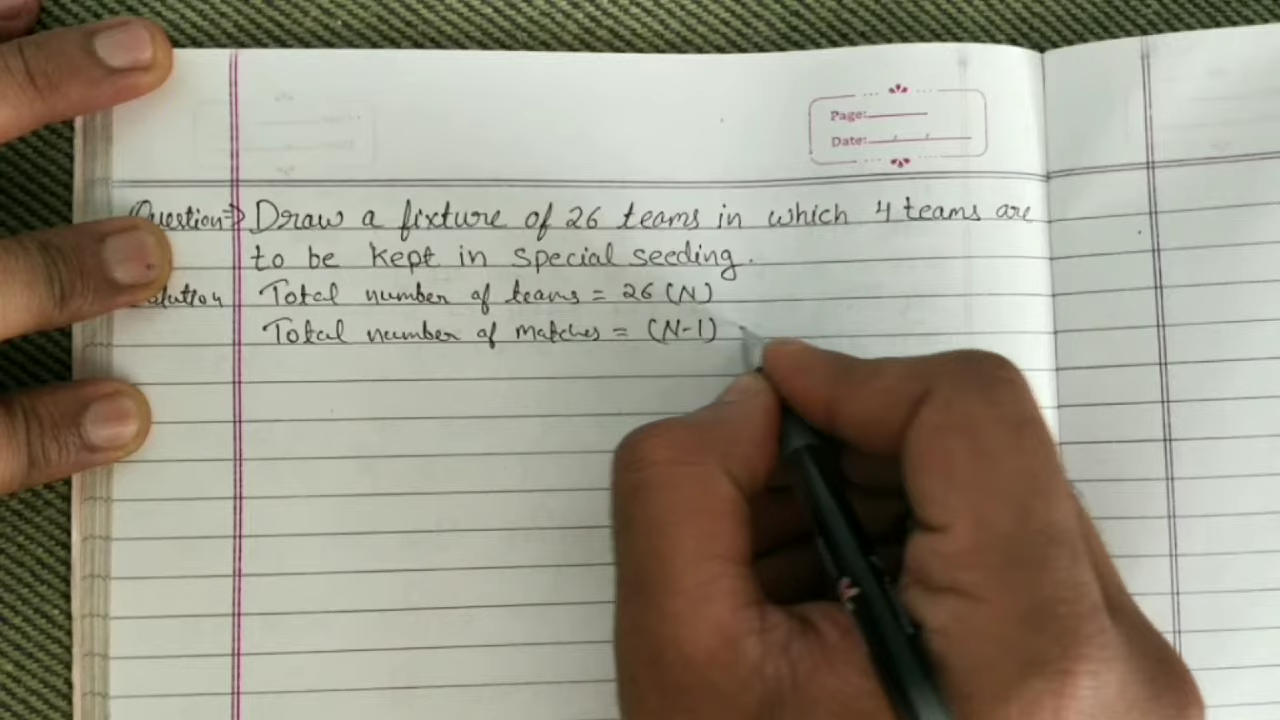 Page:
Date:
Question⇒ Draw a fixture of 26 teams in which 4 teams are
to be kept in special seeding.
Solution Total number of teams = 26 (N)
Total number of matches = (N-1)